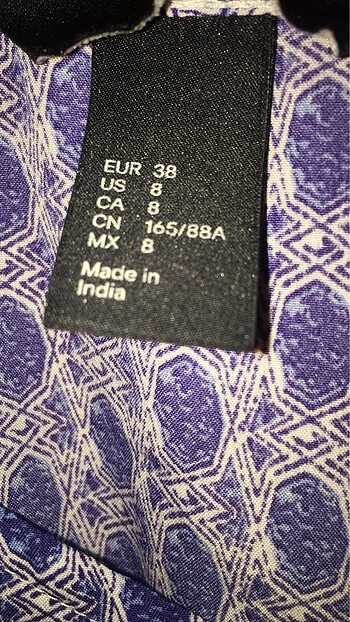 EUR 38
US 8
CA 8
CN 165/88A
MX 8
Made in
India